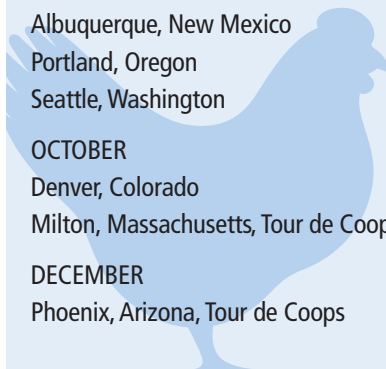 Albuquerque, New Mexico
Portland, Oregon
Seattle, Washington
OCTOBER
Denver, Colorado
Milton, Massachusetts, Tour de Coop
DECEMBER
Phoenix, Arizona, Tour de Coops